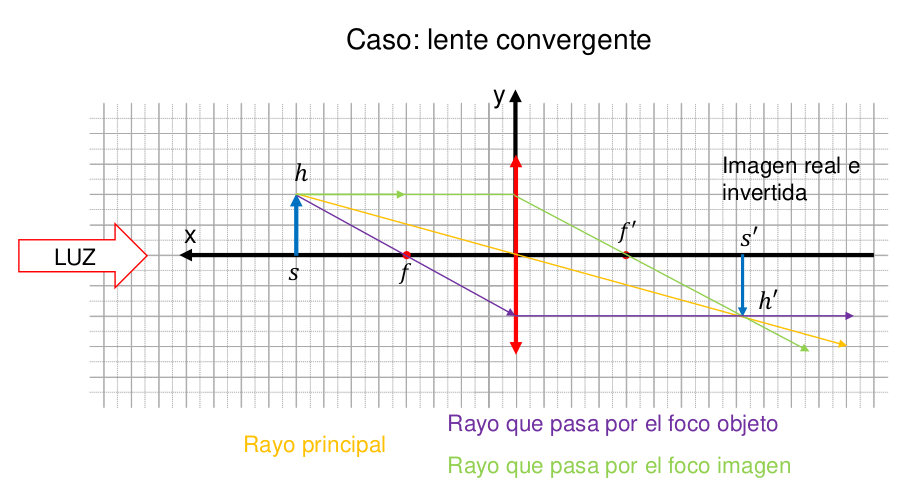 Caso: lente convergente
y
Imagen real e
invertida
h
f′
s′
x
LUZ
s
f
h′
Rayo que pasa por el foco objeto
Rayo principal
Rayo que pasa por el foco imagen